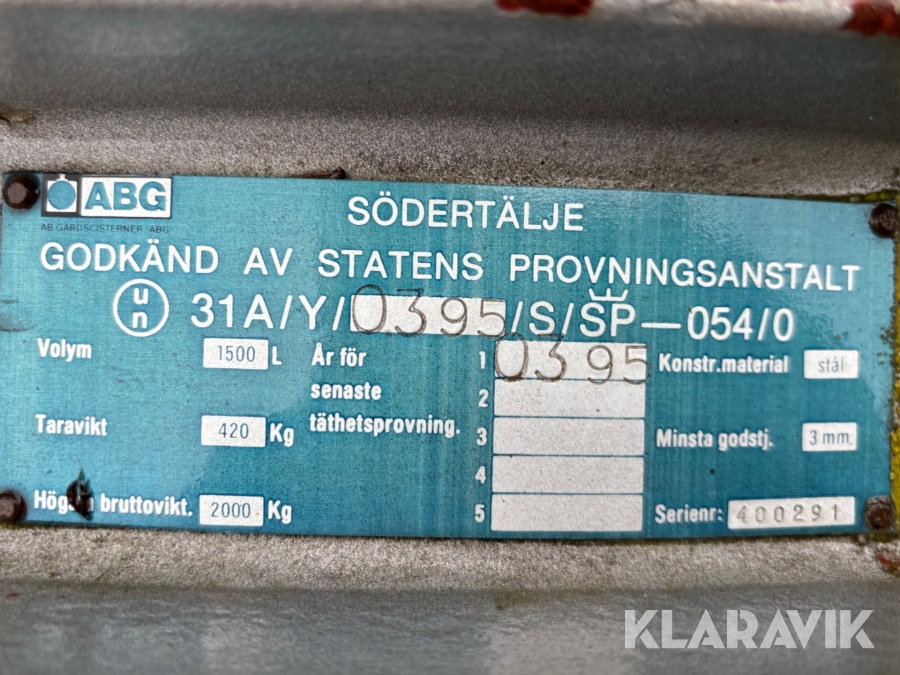 ABG
AB GÅRDSCISTERNER (ABG)
SÖDERTÄLJE
GODKÄND AV STATENS PROVNINGSANSTALT
un 31A/Y/0395/S/SP-054/0
Volym 1500 L
Taravikt 420 Kg
Högsta bruttovikt. 2000 Kg
År för senaste täthetsprovning.
1 0395
2
3
4
5
Konstr.material stål
Minsta godstj. 3 mm
Serienr: 400291
KLARAVIK